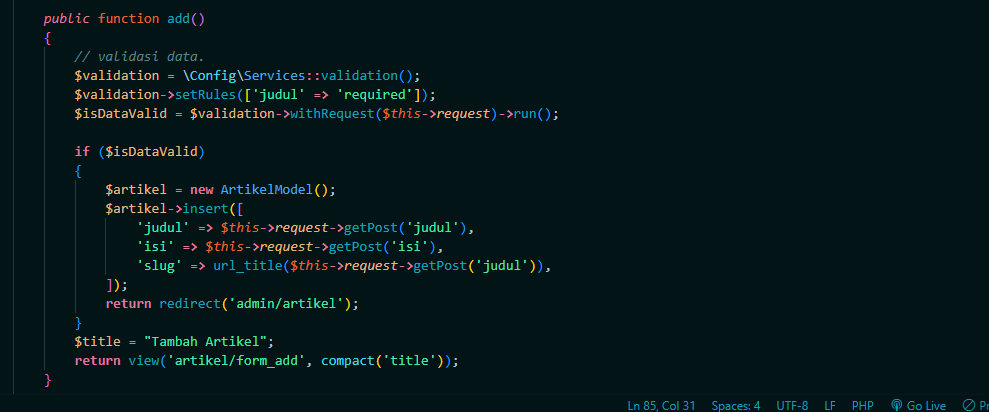 public function add()
{
// validasi data.
$validation = \Config\Services::validation();
$validation->setRules(['judul' => 'required']);
$isDataValid = $validation->withRequest($this->request)->run();
if ($isDataValid)
{
$artikel = new ArtikelModel();
$artikel->insert([
'judul' => $this->request->getPost('judul'),
'isi' => $this->request->getPost('isi'),
'slug' => url_title($this->request->getPost('judul')),
]);
return redirect('admin/artikel');
}
$title = "Tambah Artikel";
return view('artikel/form_add', compact('title'));
}
Ln 85, Col 31 Spaces: 4 UTF-8 LF PHP Go Live